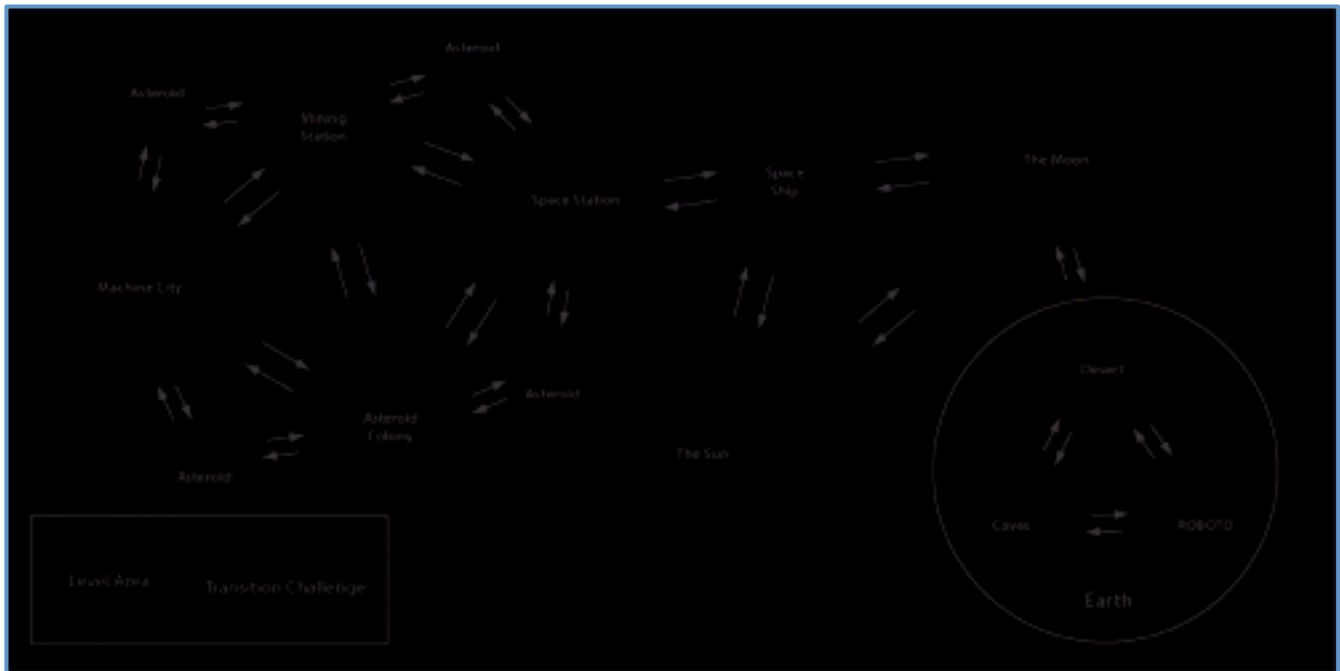 Asteroid
Asteroid
Mining
Station
Space
Ship
The Moon
Space Station
Machine City
Desert
Asteroid
Asteroid
Colony
The Sun
Asteroid
Caves
ROBOTO
Level Area
Transition Challenge
Earth